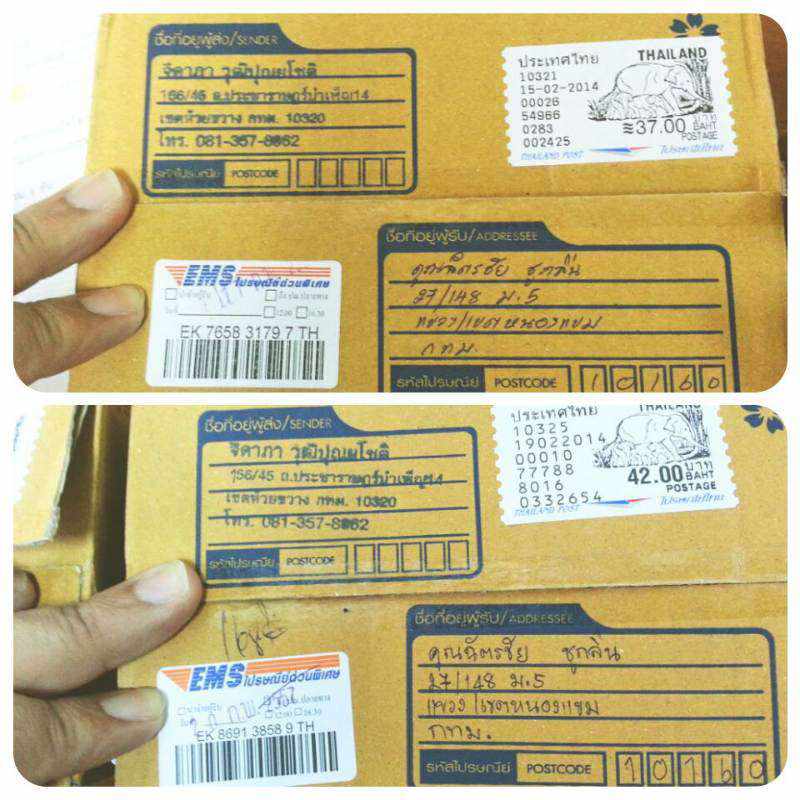 ชื่อที่อยู่ผู้ส่ง/SENDER
จิดาภา วุฒิปุณยโชติ
166/45 ถ.ประชาราษฎร์บำเพ็ญ14
เขตห้วยขวาง กทม. 10320
โทร. 081-357-8862
รหัสไปรษณีย์ POSTCODE
ประเทศไทย THAILAND
10321
15-02-2014
00026
54966
0283
002425
≋37.00 บาท BAHT
POSTAGE
THAILAND POST ไปรษณีย์ไทย
ชื่อที่อยู่ผู้รับ/ADDRESSEE
คุณฉัตรชัย ชูกลิ่น
27/148 ม.5
แขวง/เขตหนองแขม
กทม.
รหัสไปรษณีย์ POSTCODE 10160
EMS ไปรษณีย์ด่วนพิเศษ
12.00 16.30
EK 7658 3179 7 TH
ชื่อที่อยู่ผู้ส่ง/SENDER
จิดาภา วุฒิปุณยโชติ
166/45 ถ.ประชาราษฎร์บำเพ็ญ14
เขตห้วยขวาง กทม. 10320
โทร. 081-357-8862
รหัสไปรษณีย์ POSTCODE
ประเทศไทย THAILAND
10325
19022014
00010
77788
8016
0332654
42.00 บาท BAHT
POSTAGE
THAILAND POST ไปรษณีย์ไทย
ชื่อที่อยู่ผู้รับ/ADDRESSEE
คุณฉัตรชัย ชูกลิ่น
27/148 ม.5
แขวง/เขตหนองแขม
กทม.
รหัสไปรษณีย์ POSTCODE 10160
EMS ไปรษณีย์ด่วนพิเศษ
12.00 16.30
EK 8691 3858 9 TH